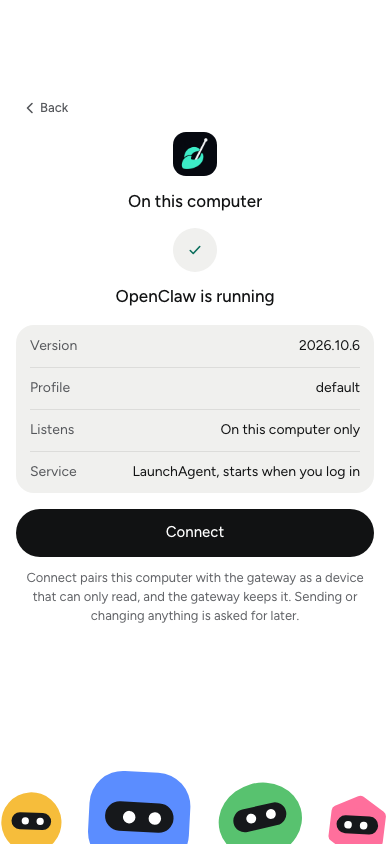 Back
On this computer
OpenClaw is running
Version 2026.10.6
Profile default
Listens On this computer only
Service LaunchAgent, starts when you log in
Connect
Connect pairs this computer with the gateway as a device
that can only read, and the gateway keeps it. Sending or
changing anything is asked for later.